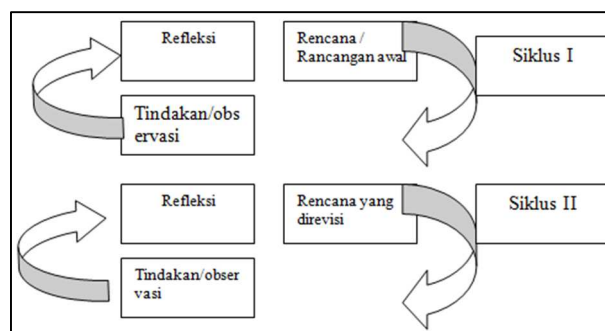 Refleksi
Rencana /
Rancangan awal
Siklus I
Tindakan/obs
ervasi
Refleksi
Rencana yang
direvisi
Siklus II
Tindakan/obser
vasi